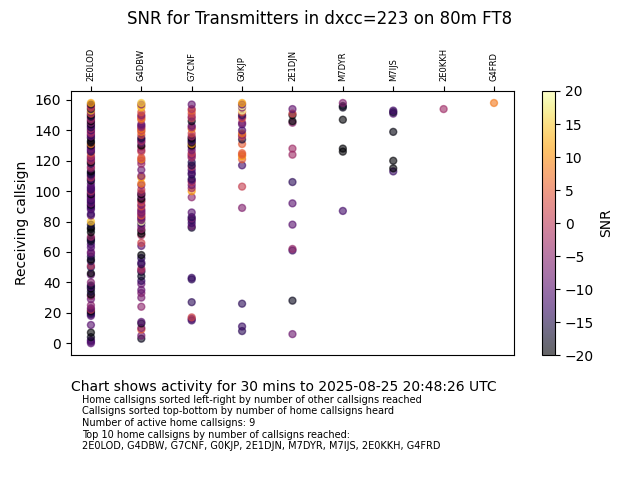 SNR for Transmitters in dxcc=223 on 80m FT8
2E0LOD G4DBW G7CNF G0KJP 2E1DJN M7DYR M7IJS 2E0KKH G4FRD
160
140
120
100
80
60
40
20
0
Receiving callsign
20
15
10
5
0
−5
−10
−15
−20
SNR
Chart shows activity for 30 mins to 2025-08-25 20:48:26 UTC
Home callsigns sorted left-right by number of other callsigns reached
Callsigns sorted top-bottom by number of home callsigns heard
Number of active home callsigns: 9
Top 10 home callsigns by number of callsigns reached:
2E0LOD, G4DBW, G7CNF, G0KJP, 2E1DJN, M7DYR, M7IJS, 2E0KKH, G4FRD